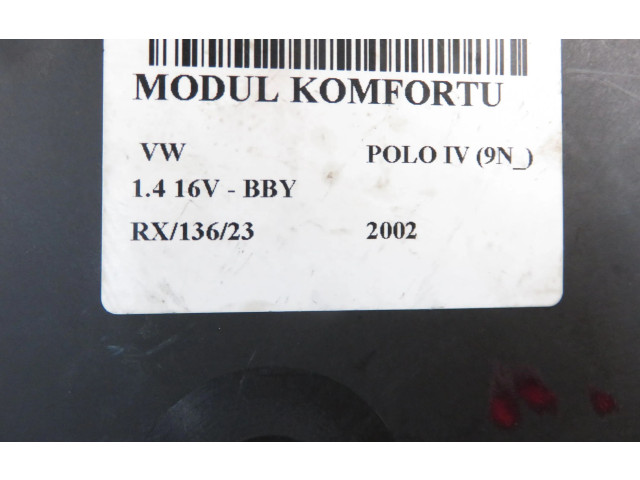 MODUL KOMFORTU
VW POLO IV (9N_)
1.4 16V - BBY
RX/136/23 2002